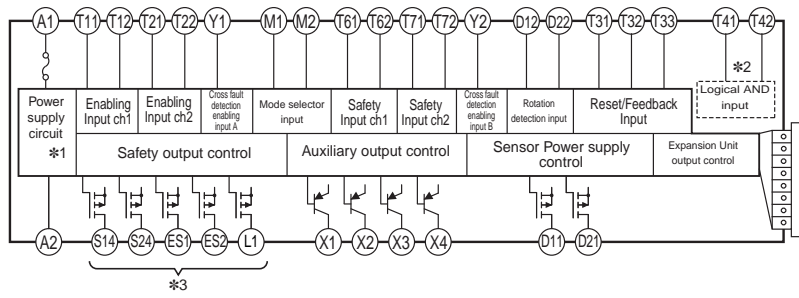 A1 T11 T12 T21 T22 Y1 M1 M2 T61 T62 T71 T72 Y2 D12 D22 T31 T32 T33 T41 T42
✻2
Power supply circuit ✻1
Enabling Input ch1
Enabling Input ch2
Cross fault detection enabling input A
Mode selector input
Safety Input ch1
Safety Input ch2
Cross fault detection enabling input B
Rotation detection input
Reset/Feedback Input
Logical AND input
Safety output control
Auxiliary output control
Sensor Power supply control
Expansion Unit output control
A2 S14 S24 ES1 ES2 L1 X1 X2 X3 X4 D11 D21
✻3